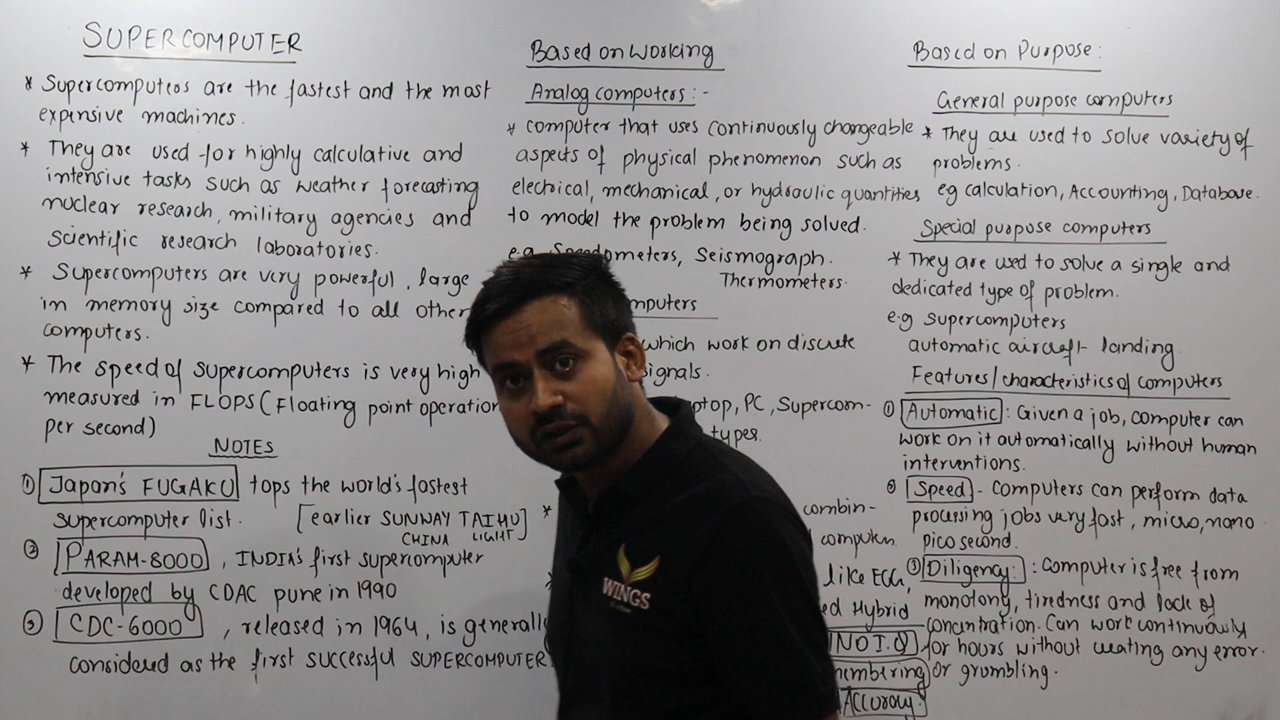 SUPERCOMPUTER
* Supercomputers are the fastest and the most
expensive machines.
* They are used for highly calculative and
intensive tasks such as weather forecasting
nuclear research, military agencies and
scientific research laboratories.
* Supercomputers are very powerful, large
in memory size compared to all other
computers.
* The speed of supercomputers is very high
measured in FLOPS (Floating point operation
per second)
NOTES
① Japan's FUGAKU tops the world's fastest
supercomputer list. [earlier SUNWAY TAIHU]
CHINA LIGHT
② PARAM-8000, INDIA's first supercomputer
developed by CDAC pune in 1990
③ CDC-6000, released in 1964, is generall
considered as the first successful SUPERCOMPUTER
Based on Working
Analog computers:-
* computer that uses continuously changeable
aspects of physical phenomenon such as
electrical, mechanical, or hydraulic quantities
to model the problem being solved.
e.g. Speedometers, Seismograph.
Thermometers.
mputers
which work on discrete
signals.
ptop, PC, Supercom-
types.
*
combin-
computer.
*
like ECG,
ed Hybrid
NO I.Q
membering
Accuracy
Based on Purpose:
General purpose computers
* They are used to solve variety of
problems.
eg calculation, Accounting, Database.
Special purpose computers
* They are used to solve a single and
dedicated type of problem.
e.g supercomputers
automatic aircraft landing.
Features/characteristics of computers
① Automatic: Given a job, computer can
work on it automatically without human
interventions.
② Speed - Computers can perform data
processing jobs very fast, micro, nano
pico second.
③ Diligency: : Computer is free from
monotony, tiredness and lack of
concentration. Can work continuously
for hours without creating any error.
or grumbling.
WINGS